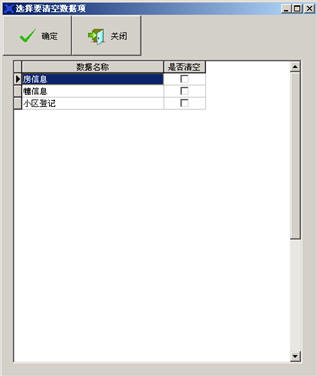 选择要清空数据项
确定
关闭
数据名称
是否清空
房信息
幢信息
小区登记